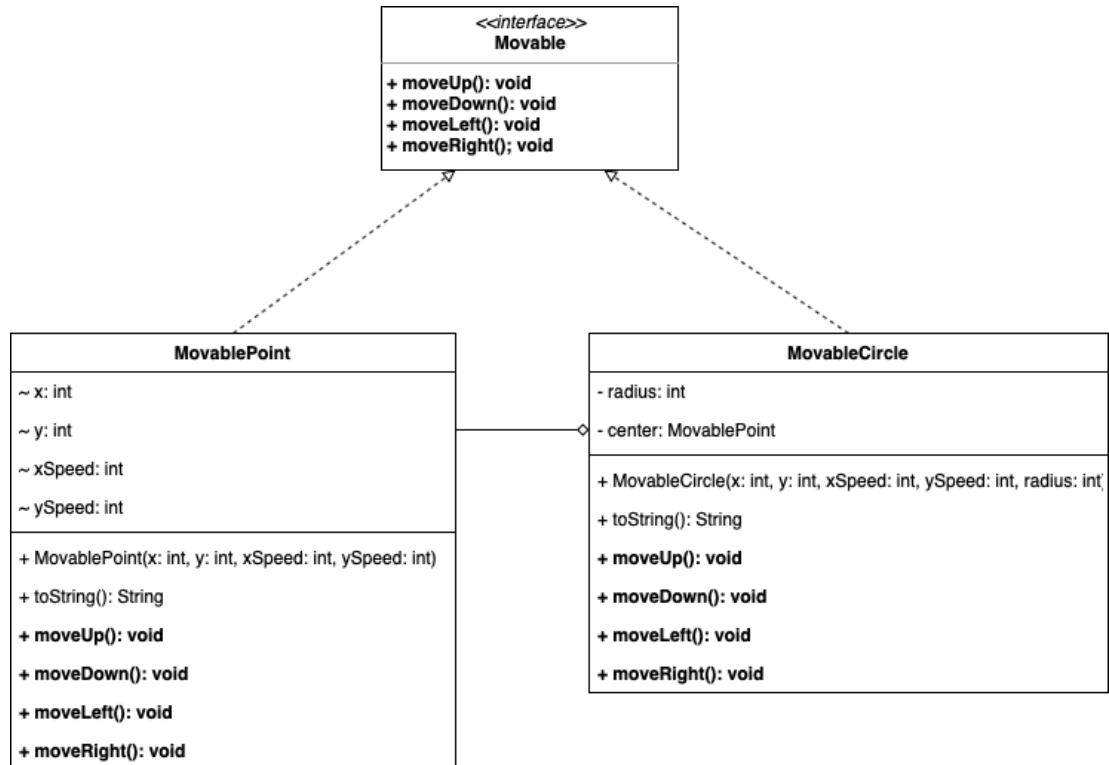 <<interface>>
Movable
+ moveUp(): void
+ moveDown(): void
+ moveLeft(): void
+ moveRight(); void
MovablePoint
~ x: int
~ y: int
~ xSpeed: int
~ ySpeed: int
+ MovablePoint(x: int, y: int, xSpeed: int, ySpeed: int)
+ toString(): String
+ moveUp(): void
+ moveDown(): void
+ moveLeft(): void
+ moveRight(): void
MovableCircle
- radius: int
- center: MovablePoint
+ MovableCircle(x: int, y: int, xSpeed: int, ySpeed: int, radius: int)
+ toString(): String
+ moveUp(): void
+ moveDown(): void
+ moveLeft(): void
+ moveRight(): void